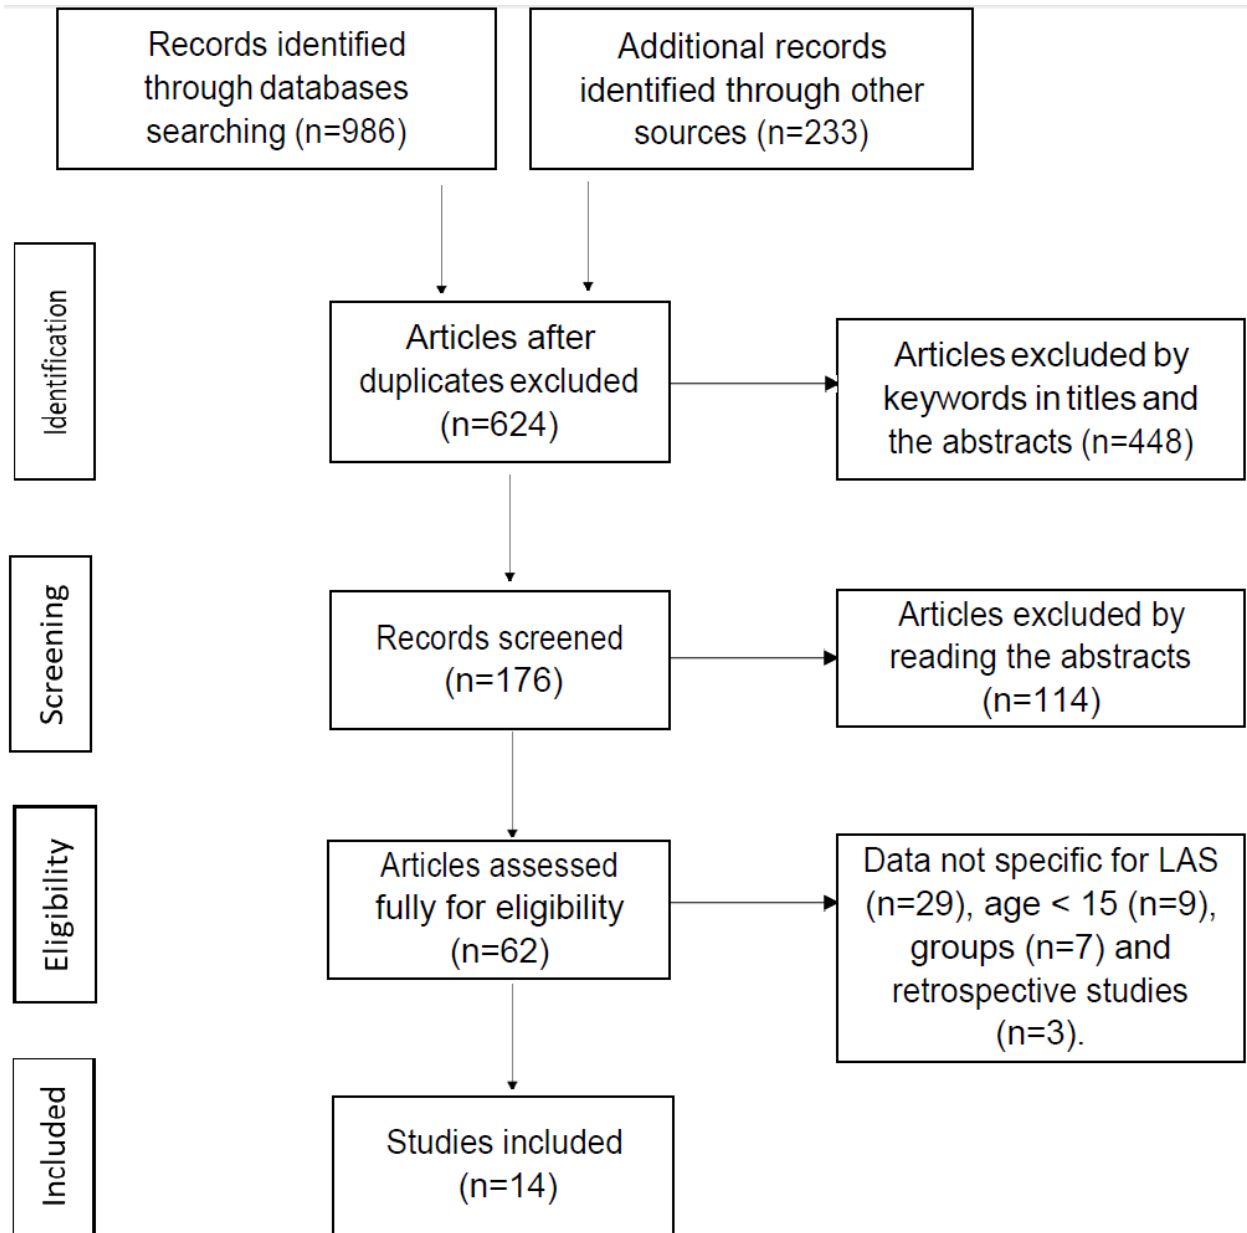 Records identified
through databases
searching (n=986)
Additional records
identified through other
sources (n=233)
Identification
Articles after
duplicates excluded
(n=624)
Articles excluded by
keywords in titles and
the abstracts (n=448)
Screening
Records screened
(n=176)
Articles excluded by
reading the abstracts
(n=114)
Eligibility
Articles assessed
fully for eligibility
(n=62)
Data not specific for LAS
(n=29), age < 15 (n=9),
groups (n=7) and
retrospective studies
(n=3).
Included
Studies included
(n=14)